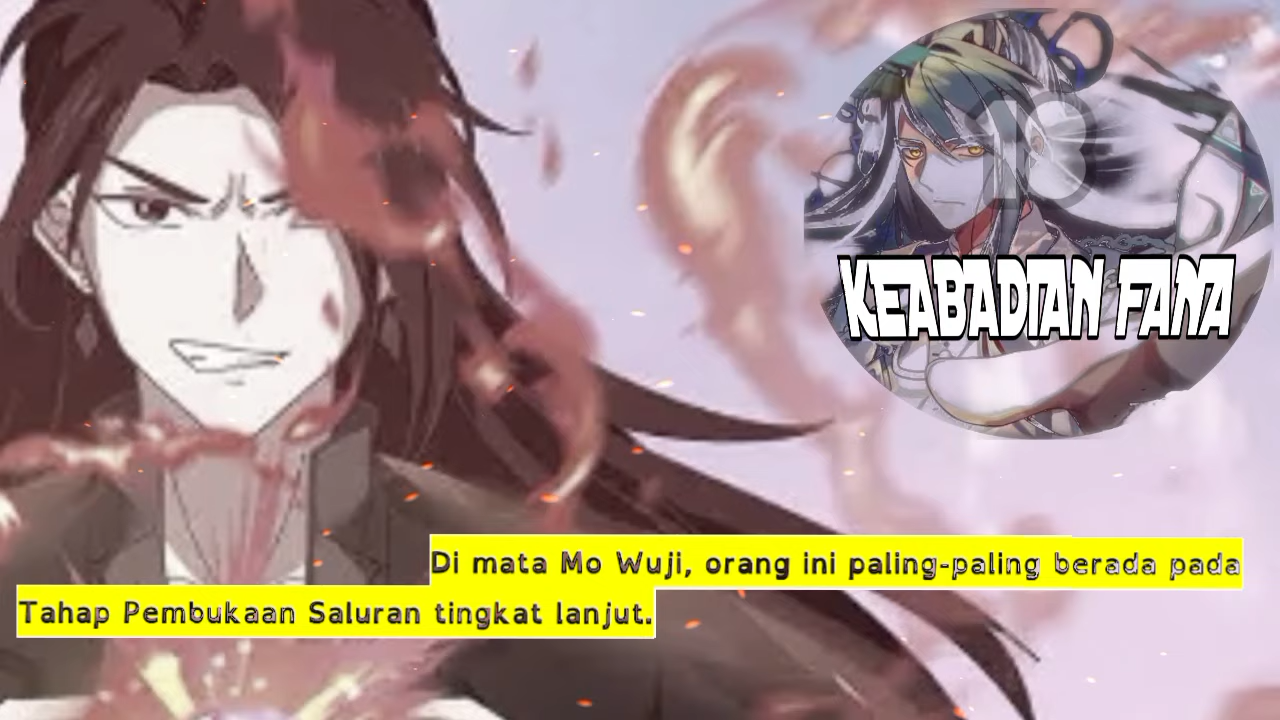 KEABADIAN FANA
Di mata Mo Wuji, orang ini paling-paling berada pada
Tahap Pembukaan Saluran tingkat lanjut.